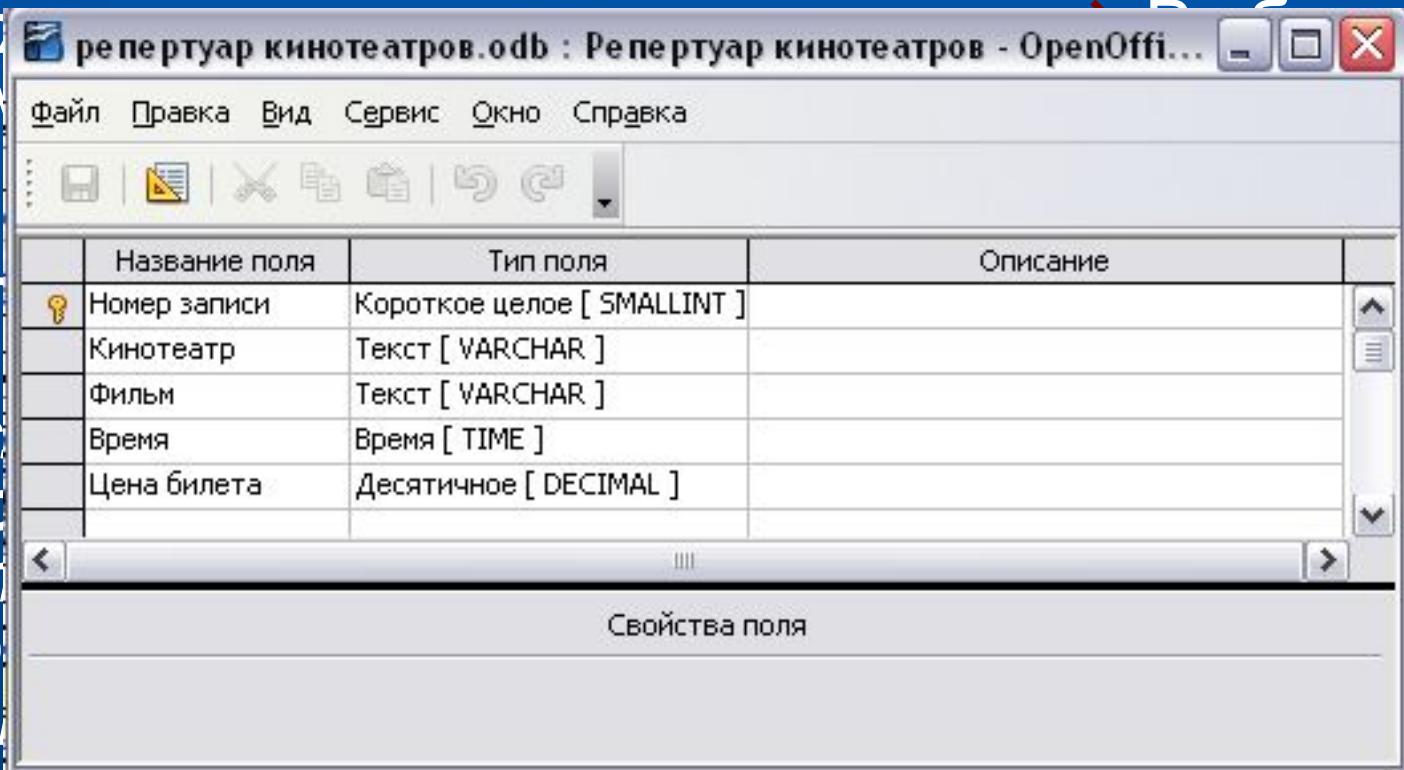 репертуар кинотеатров.odb : Репертуар кинотеатров - OpenOffi...
Файл Правка Вид Сервис Окно Справка
Название поля Тип поля Описание
Номер записи Короткое целое [ SMALLINT ]
Кинотеатр Текст [ VARCHAR ]
Фильм Текст [ VARCHAR ]
Время Время [ TIME ]
Цена билета Десятичное [ DECIMAL ]
Свойства поля